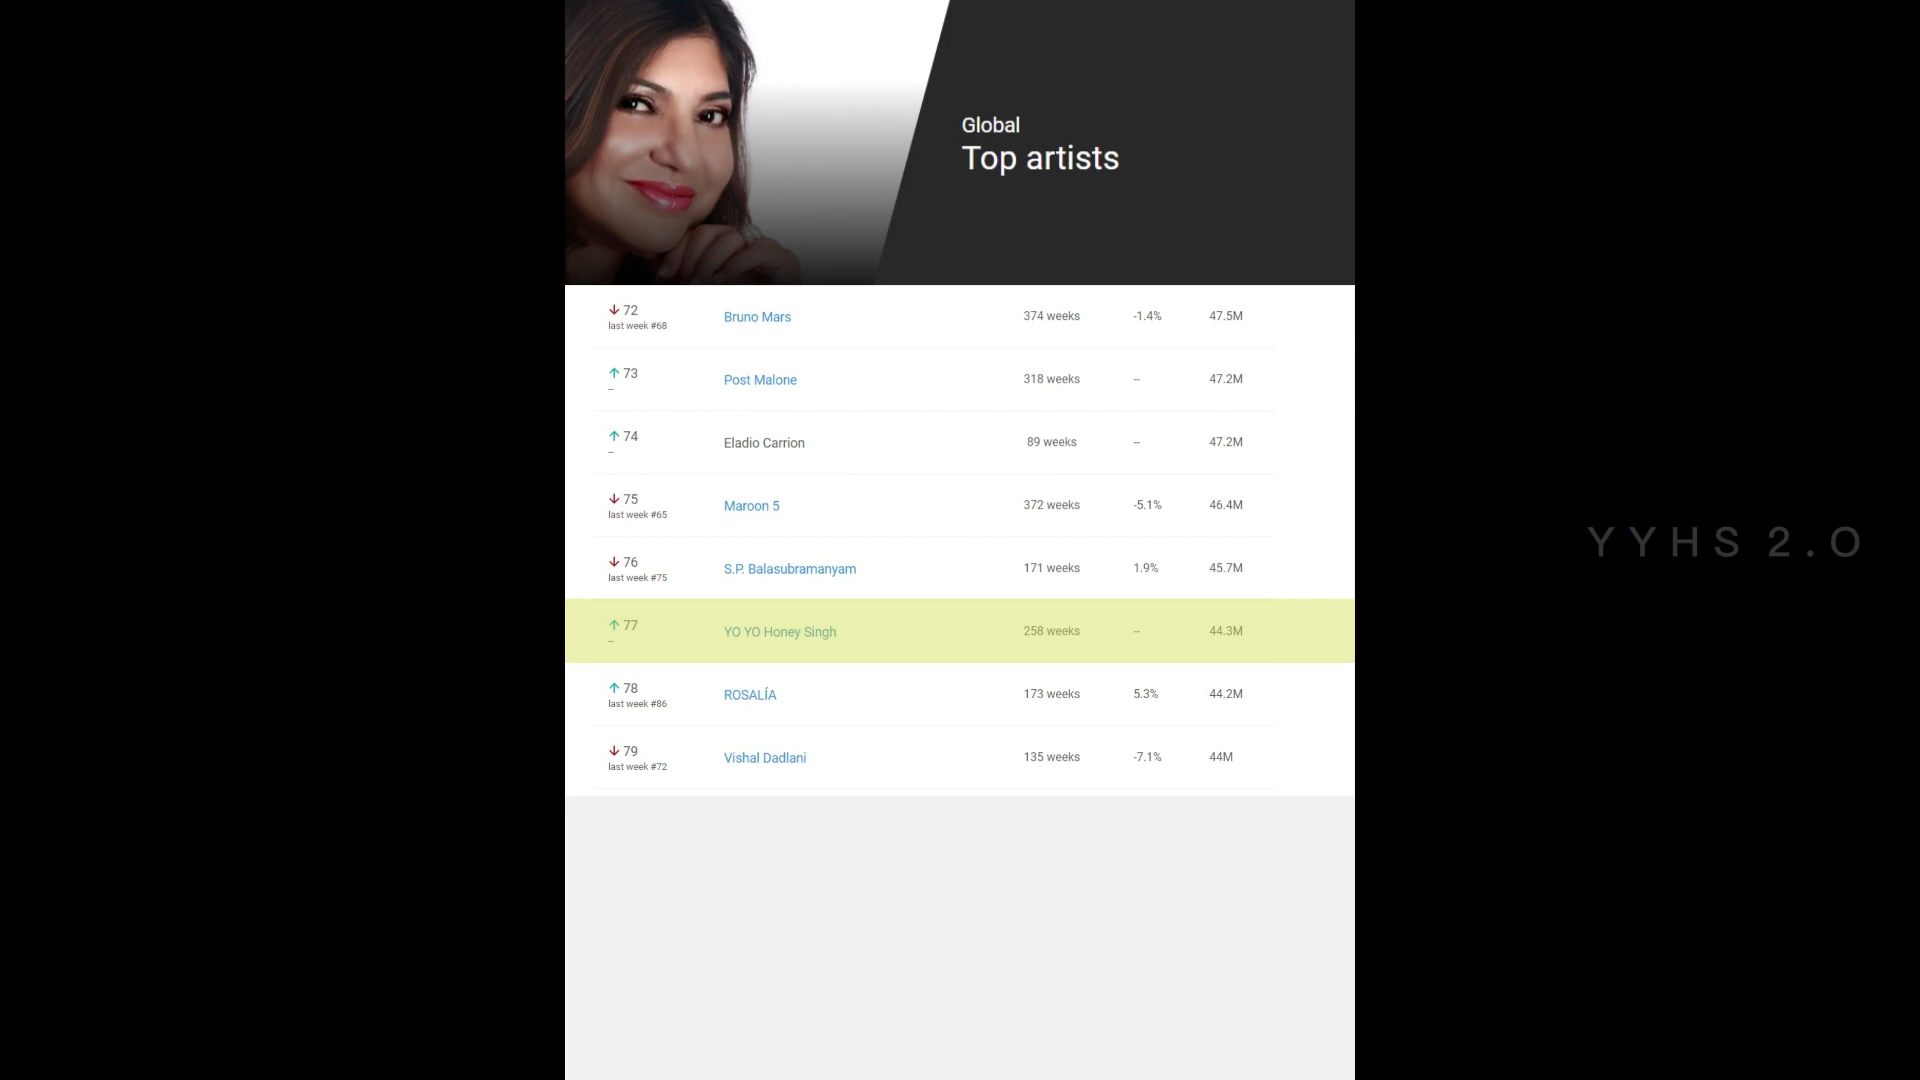 Global
Top artists
72 Bruno Mars 374 weeks -1.4% 47.5M
last week #68
73 Post Malone 318 weeks -- 47.2M
--
74 Eladio Carrion 89 weeks -- 47.2M
--
75 Maroon 5 372 weeks -5.1% 46.4M
last week #65
76 S.P. Balasubramanyam 171 weeks 1.9% 45.7M
last week #75
77 YO YO Honey Singh 258 weeks -- 44.3M
--
78 ROSALÍA 173 weeks 5.3% 44.2M
last week #86
79 Vishal Dadlani 135 weeks -7.1% 44M
last week #72
YYHS 2.O